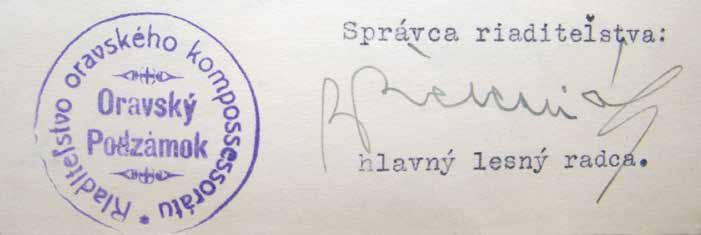 Riaditeľstvo oravského kompossessorátu *
Oravský
Podzámok
Správca riaditeľstva:
hlavný lesný radca.